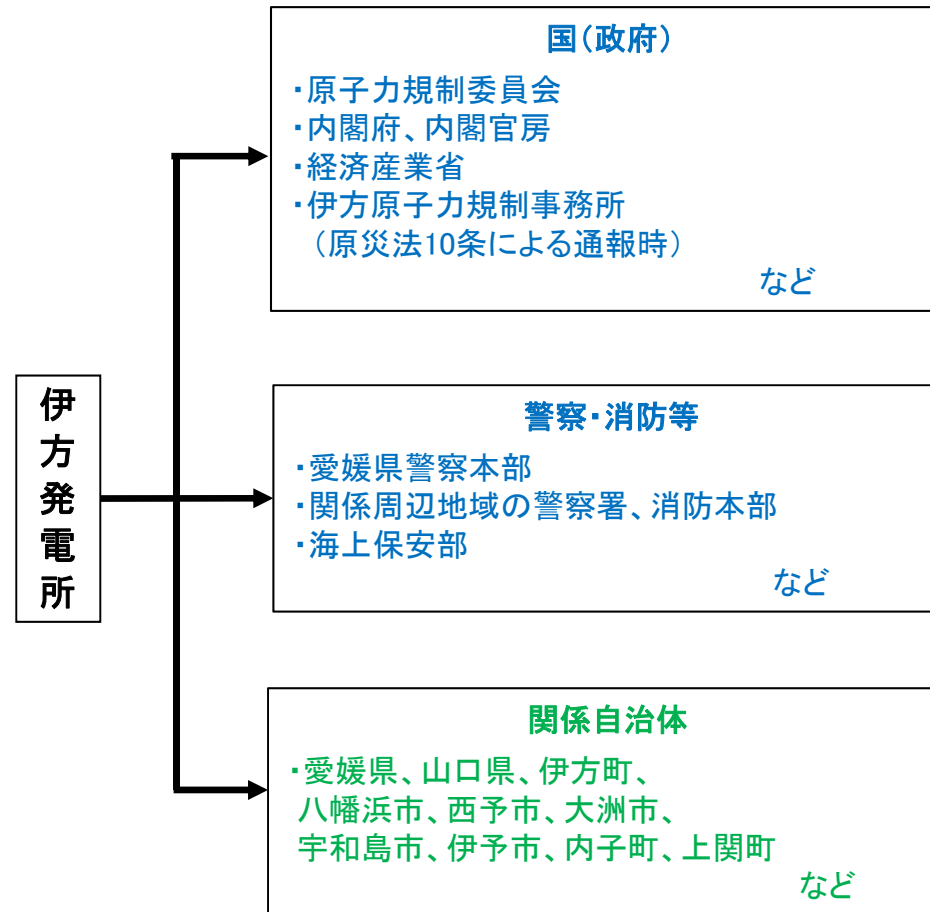 国(政府)
・原子力規制委員会
・内閣府、内閣官房
・経済産業省
・伊方原子力規制事務所
(原災法10条による通報時)
など
伊方発電所
警察・消防等
・愛媛県警察本部
・関係周辺地域の警察署、消防本部
・海上保安部
など
関係自治体
・愛媛県、山口県、伊方町、
八幡浜市、西予市、大洲市、
宇和島市、伊予市、内子町、上関町
など